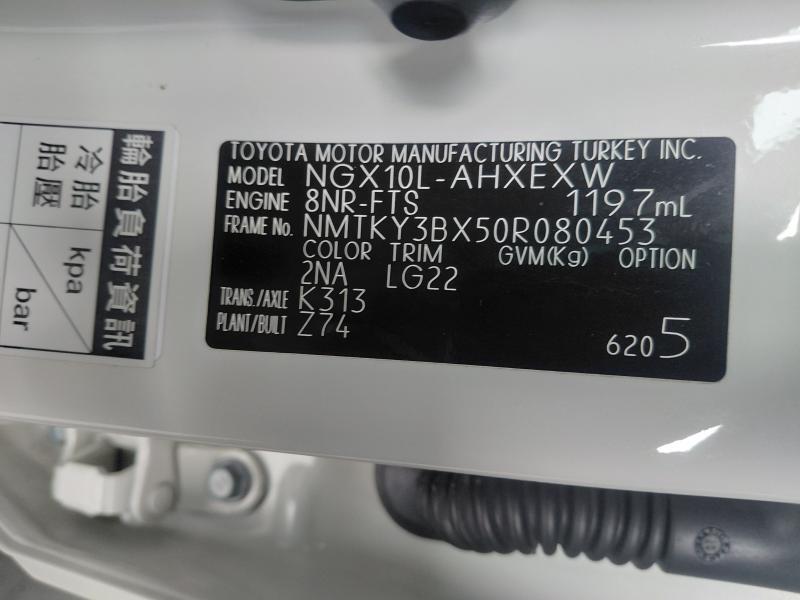 輪胎負荷資訊
冷胎
胎壓
kpa
bar
TOYOTA MOTOR MANUFACTURING TURKEY INC.
MODEL NGX10L-AHXEXW
ENGINE 8NR-FTS 1197mL
FRAME No. NMTKY3BX50R080453
COLOR TRIM GVM(Kg) OPTION
2NA LG22
TRANS./AXLE K313
PLANT/BUILT Z74
6205